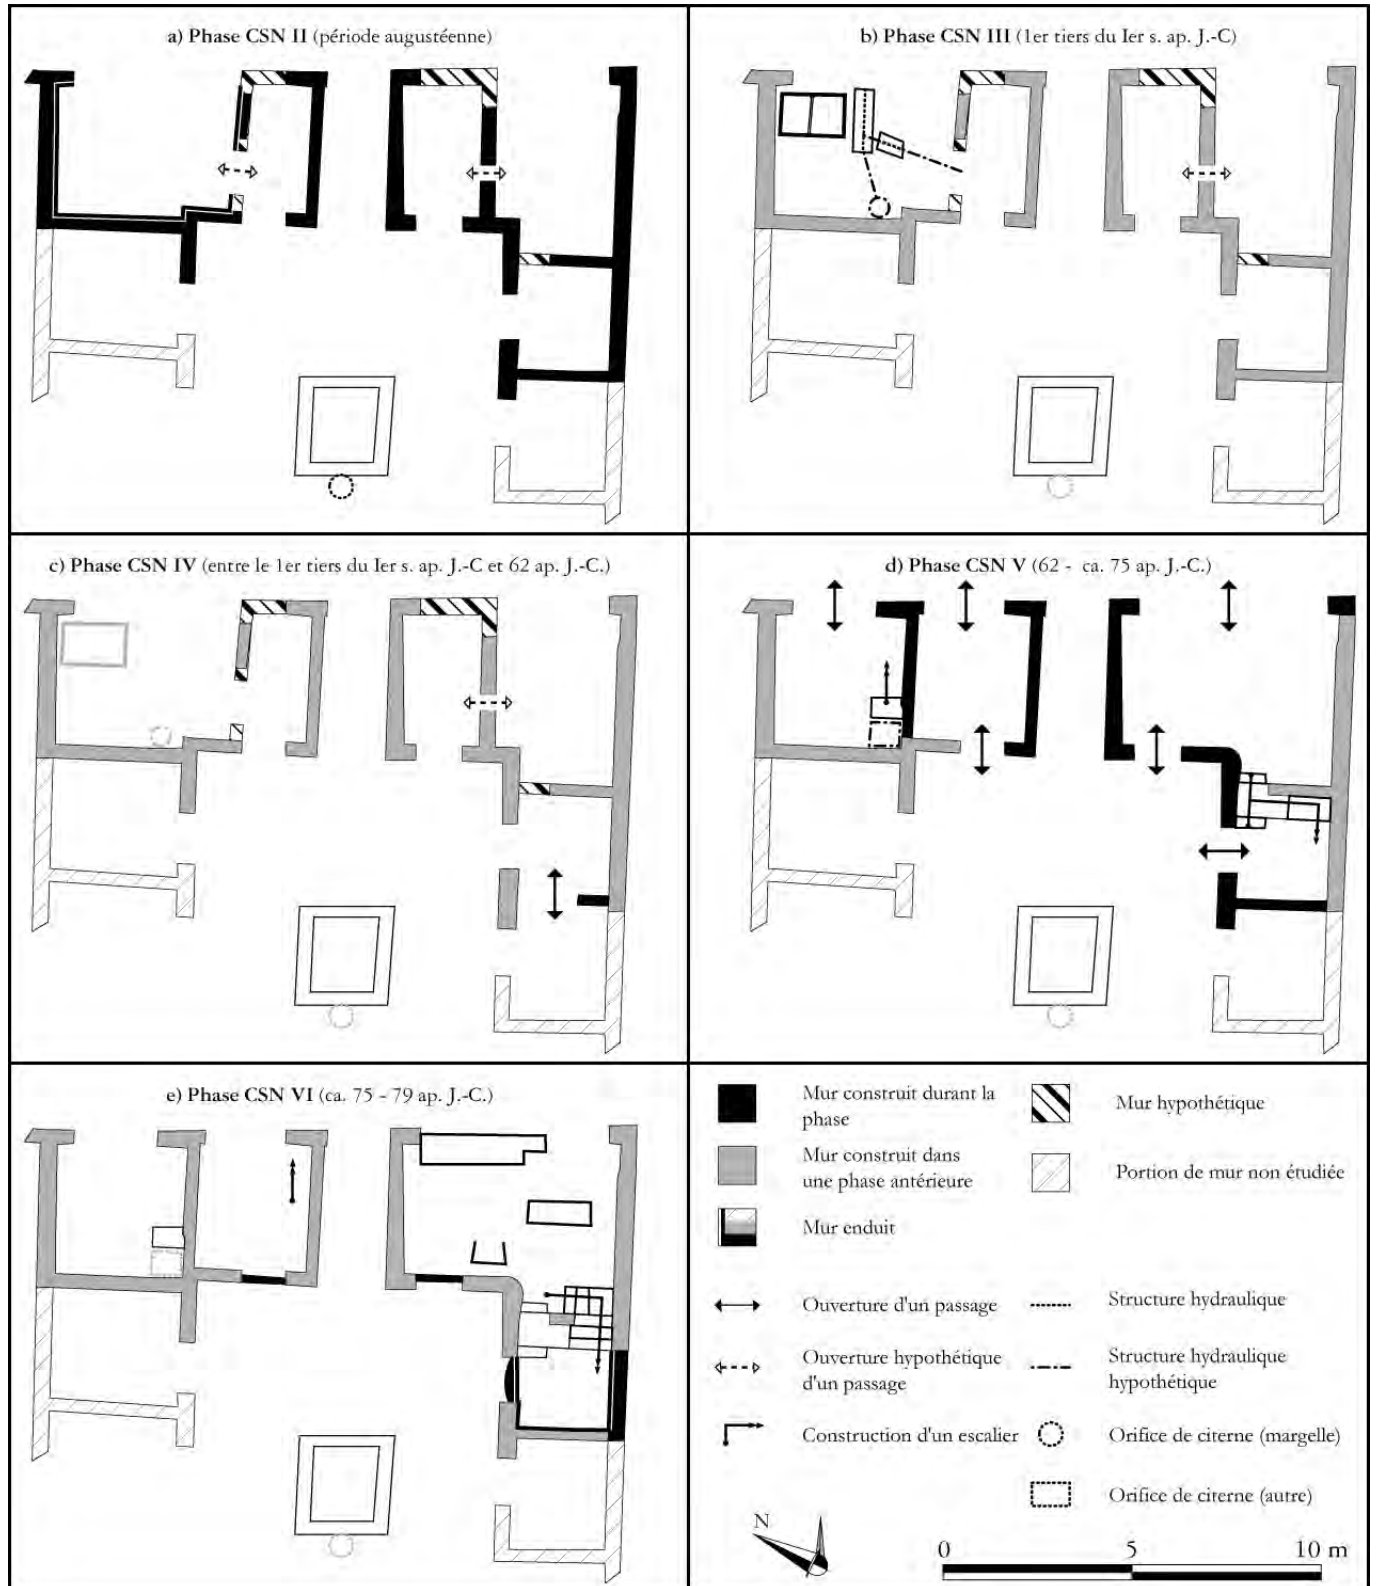 a) Phase CSN II (période augustéenne)
b) Phase CSN III (1er tiers du Ier s. ap. J.-C)
c) Phase CSN IV (entre le 1er tiers du Ier s. ap. J.-C et 62 ap. J.-C.)
d) Phase CSN V (62 - ca. 75 ap. J.-C.)
e) Phase CSN VI (ca. 75 - 79 ap. J.-C.)
Mur construit durant la
phase
Mur construit dans
une phase antérieure
Mur enduit
Mur hypothétique
Portion de mur non étudiée
Ouverture d'un passage
Ouverture hypothétique
d'un passage
Construction d'un escalier
Structure hydraulique
Structure hydraulique
hypothétique
Orifice de citerne (margelle)
Orifice de citerne (autre)
N
0 5 10 m